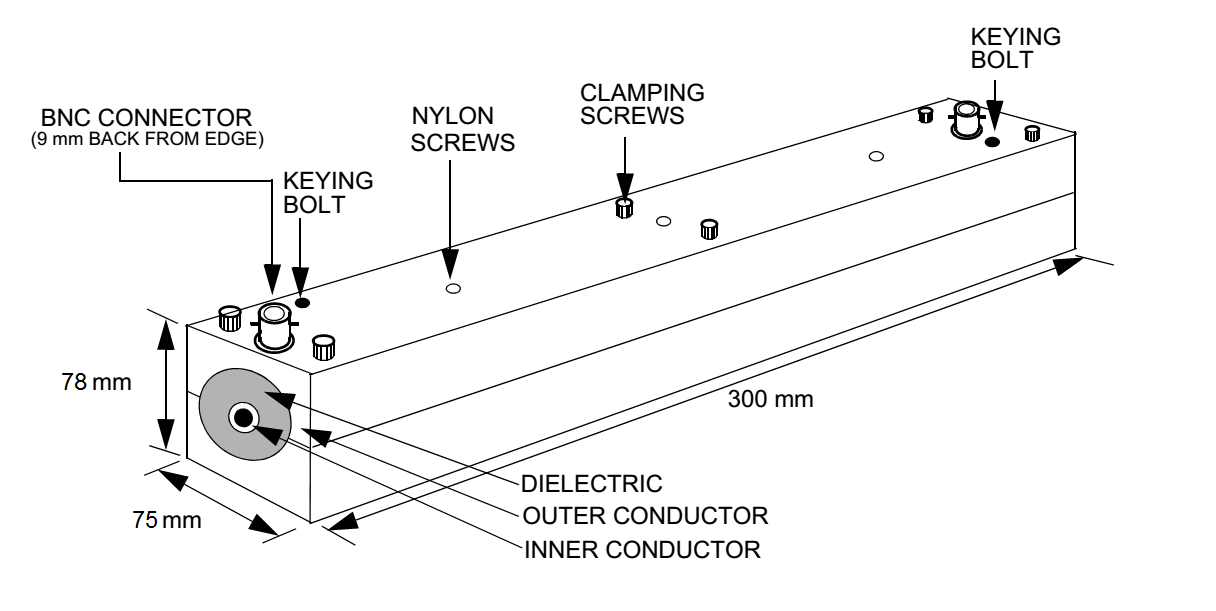 KEYING
BOLT
CLAMPING
SCREWS
BNC CONNECTOR
(9 mm BACK FROM EDGE)
NYLON
SCREWS
KEYING
BOLT
78 mm
300 mm
DIELECTRIC
75 mm
OUTER CONDUCTOR
INNER CONDUCTOR